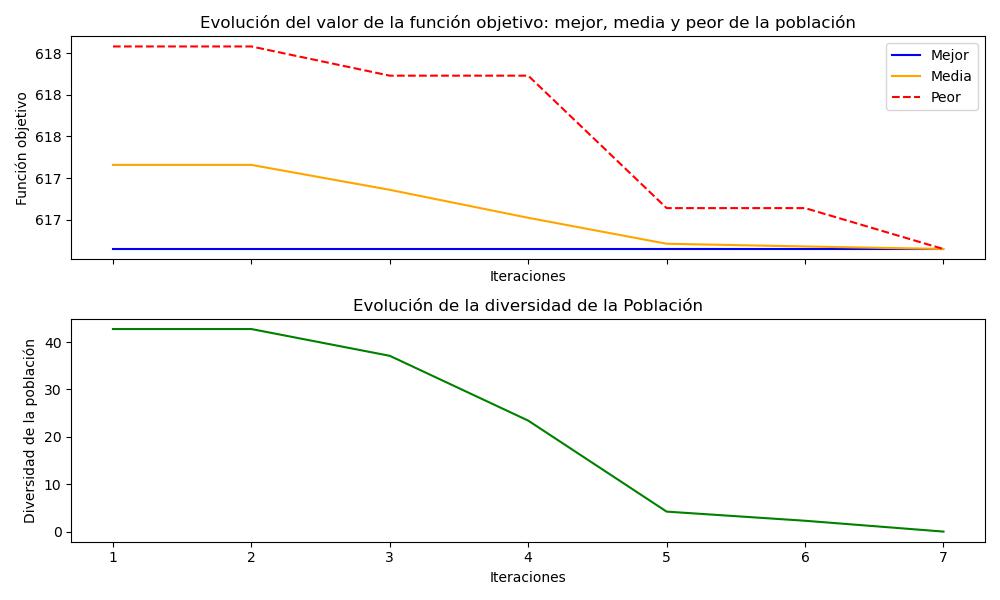 Evolución del valor de la función objetivo: mejor, media y peor de la población
Función objetivo
618
618
618
617
617
Mejor
Media
Peor
Iteraciones
Evolución de la diversidad de la Población
Diversidad de la población
40
30
20
10
0
1 2 3 4 5 6 7
Iteraciones